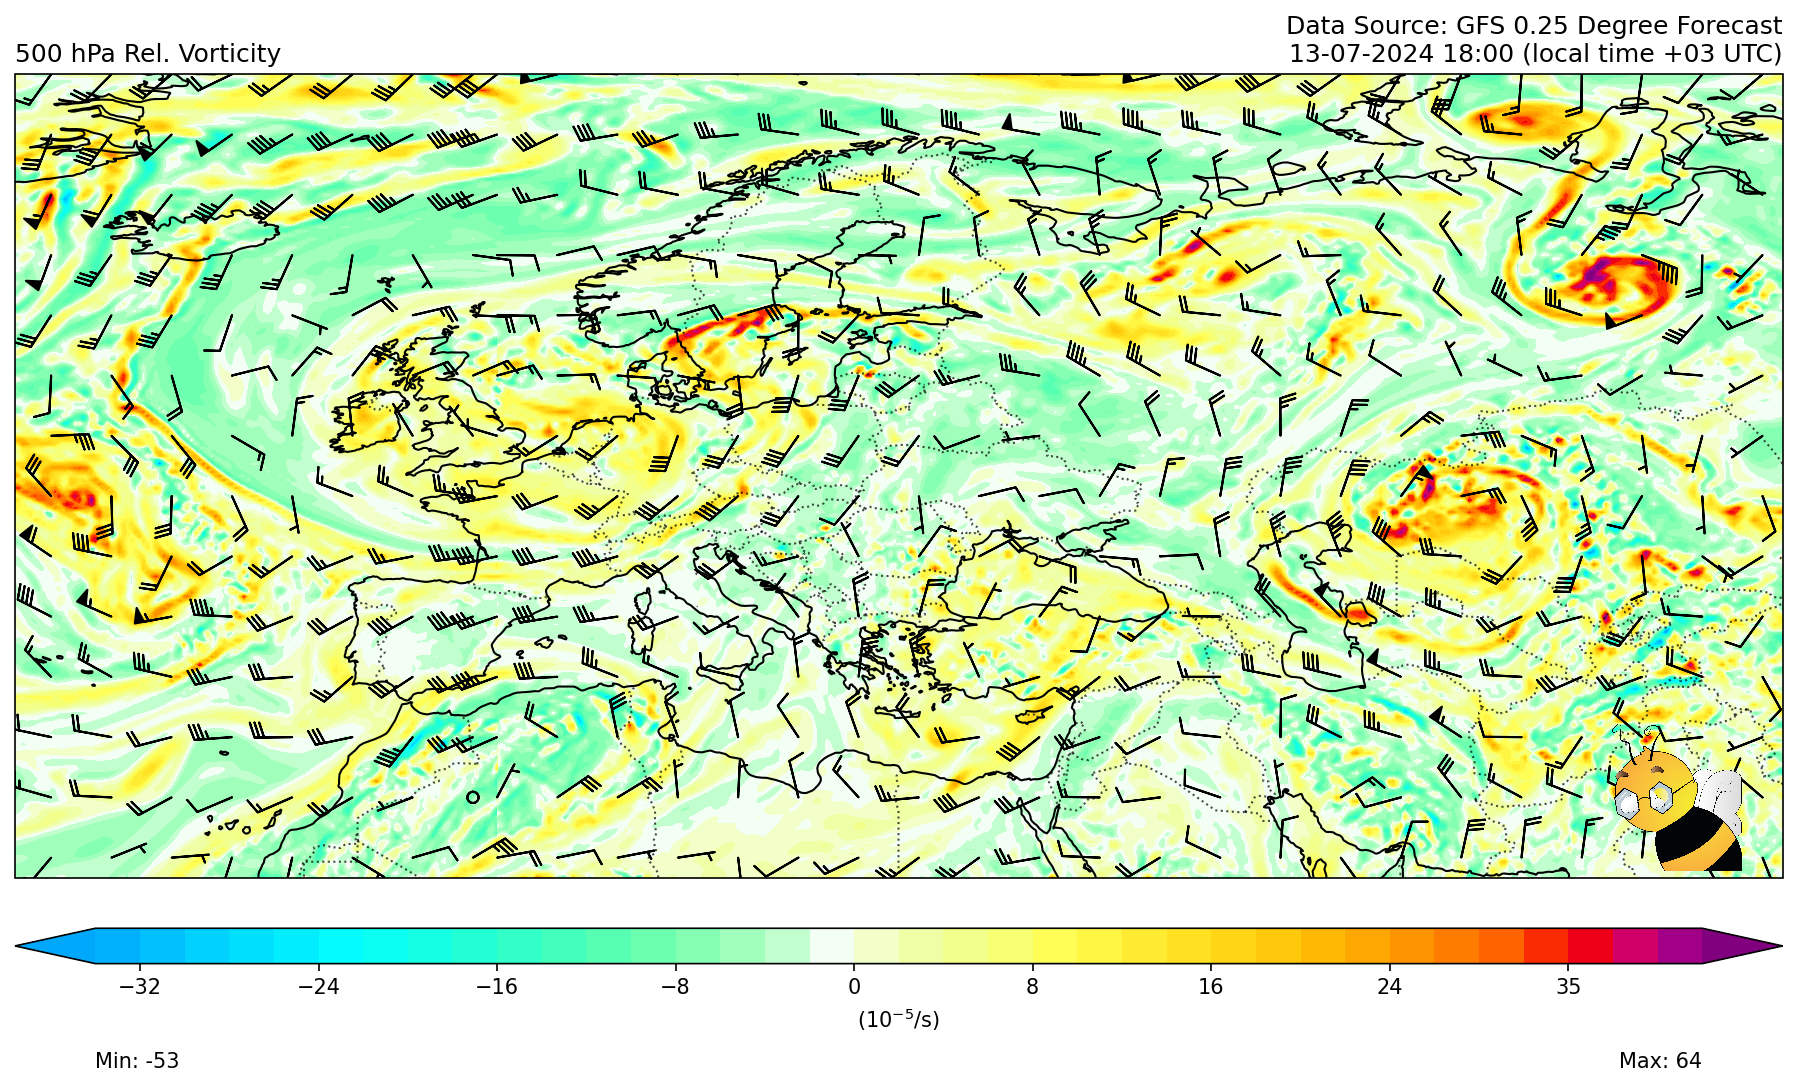 Data Source: GFS 0.25 Degree Forecast
500 hPa Rel. Vorticity
13-07-2024 18:00 (local time +03 UTC)
−32 −24 −16 −8 0 8 16 24 35
(10⁻⁵/s)
Min: -53
Max: 64